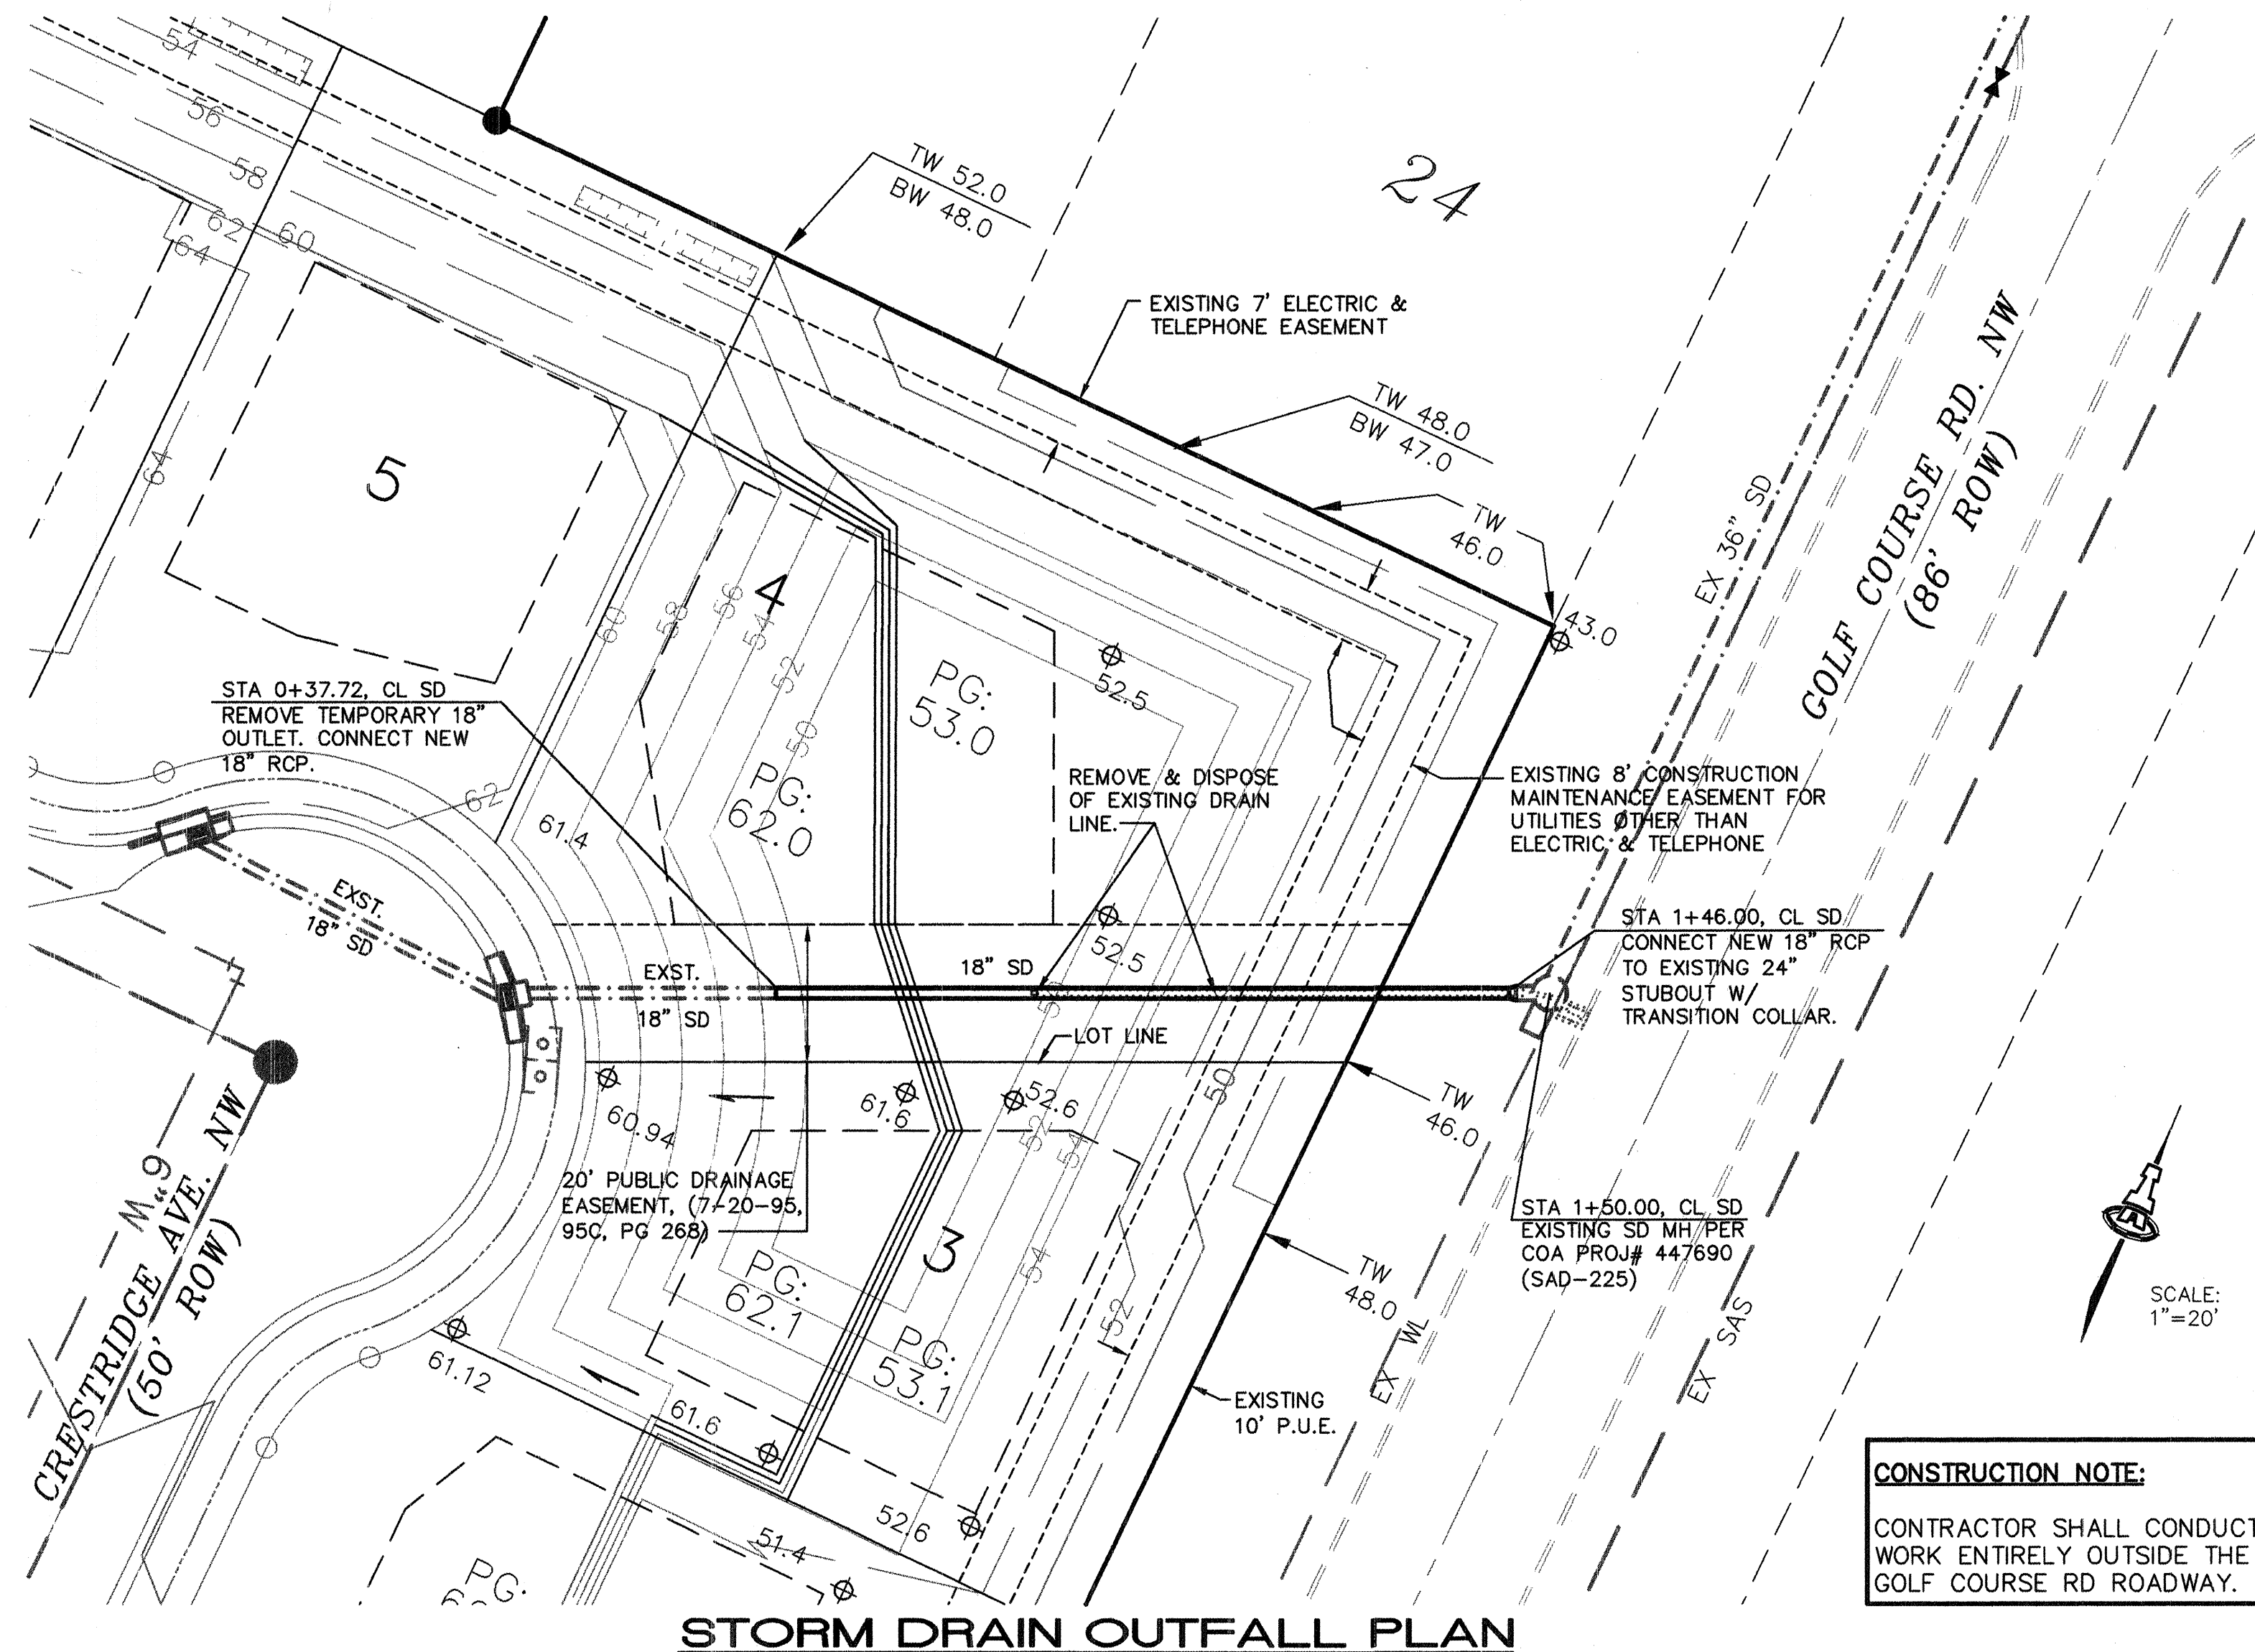 54
56
58
62
60
64
64
TW 52.0
BW 48.0
24
EXISTING 7' ELECTRIC &
TELEPHONE EASEMENT
TW 48.0
BW 47.0
TW
46.0
43.0
EX 36" SD
GOLF COURSE RD. NW
(86' ROW)
5
4
60
58
56
54
52
50
PG:
53.0
52.5
PG:
62.0
STA 0+37.72, CL SD
REMOVE TEMPORARY 18"
OUTLET. CONNECT NEW
18" RCP.
62
61.4
REMOVE & DISPOSE
OF EXISTING DRAIN
LINE.
EXISTING 8' CONSTRUCTION
MAINTENANCE EASEMENT FOR
UTILITIES OTHER THAN
ELECTRIC & TELEPHONE
EXST.
18" SD
EXST.
18" SD
18" SD
52.5
STA 1+46.00, CL SD
CONNECT NEW 18" RCP
TO EXISTING 24"
STUBOUT W/
TRANSITION COLLAR.
LOT LINE
60.94
61.6
52.6
52
54
50
TW
46.0
20' PUBLIC DRAINAGE
EASEMENT, (7-20-95,
95C, PG 268)
3
54
52
PG:
62.1
PG:
53.1
TW
48.0
STA 1+50.00, CL SD
EXISTING SD MH PER
COA PROJ# 447690
(SAD-225)
EX WL
EX SAS
SCALE:
1"=20'
6" W
CRESTRIDGE AVE. NW
(50' ROW)
61.12
61.6
EXISTING
10' P.U.E.
52.6
51.4
PG:
CONSTRUCTION NOTE:
CONTRACTOR SHALL CONDUCT
WORK ENTIRELY OUTSIDE THE
GOLF COURSE RD ROADWAY.
STORM DRAIN OUTFALL PLAN